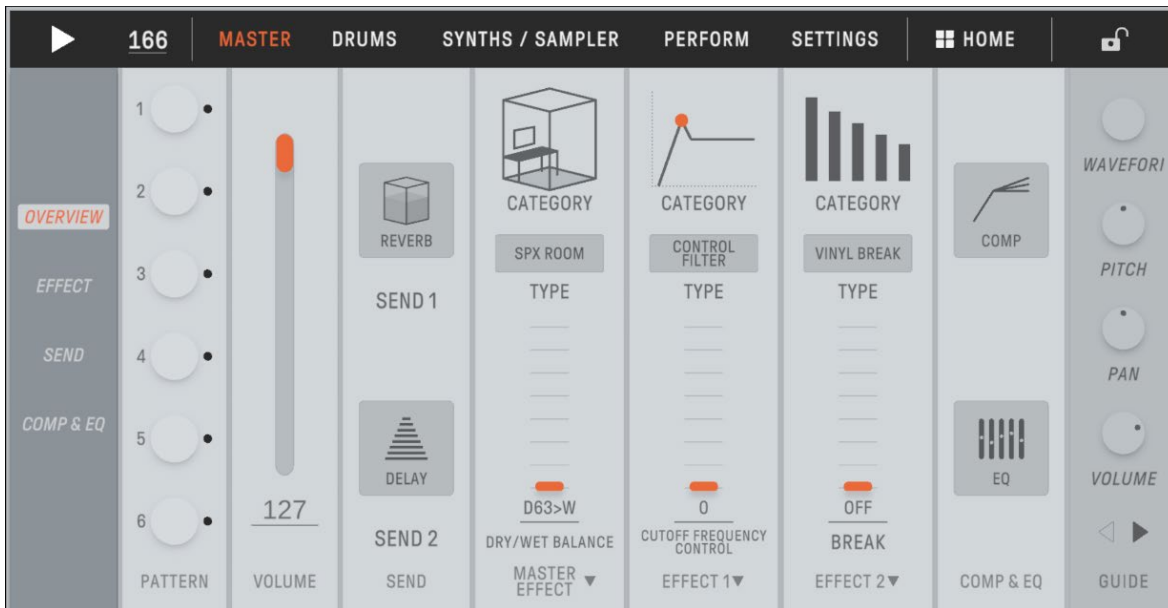 166 MASTER DRUMS SYNTHS / SAMPLER PERFORM SETTINGS HOME
OVERVIEW
EFFECT
SEND
COMP & EQ
1
2
3
4
5
6
PATTERN
127
VOLUME
REVERB
SEND 1
DELAY
SEND 2
SEND
CATEGORY
SPX ROOM
TYPE
D63>W
DRY/WET BALANCE
MASTER
EFFECT
CATEGORY
CONTROL
FILTER
TYPE
0
CUTOFF FREQUENCY
CONTROL
EFFECT 1
CATEGORY
VINYL BREAK
TYPE
OFF
BREAK
EFFECT 2
COMP
EQ
COMP & EQ
WAVEFORI
PITCH
PAN
VOLUME
GUIDE